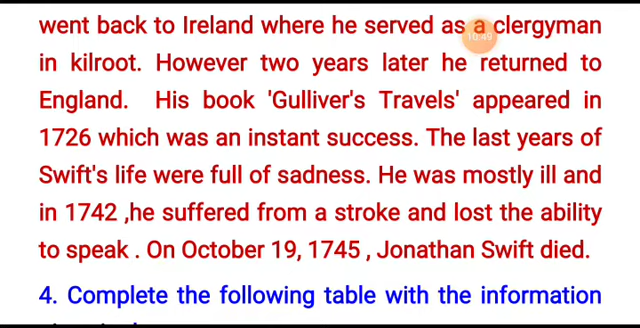 went back to Ireland where he served as a clergyman
10:49
in kilroot. However two years later he returned to
England. His book 'Gulliver's Travels' appeared in
1726 which was an instant success. The last years of
Swift's life were full of sadness. He was mostly ill and
in 1742 ,he suffered from a stroke and lost the ability
to speak . On October 19, 1745 , Jonathan Swift died.
4. Complete the following table with the information